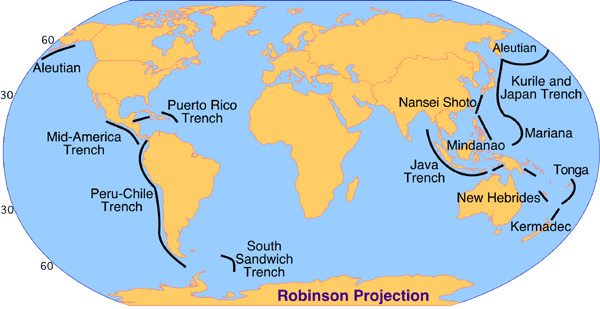 60
Aleutian
30
Puerto Rico
Trench
Mid-America
Trench
Peru-Chile
Trench
30
South
Sandwich
Trench
60
Aleutian
Kurile and
Japan Trench
Nansei Shoto
Mariana
Mindanao
Java
Trench
Tonga
New Hebrides
Kermadec
Robinson Projection